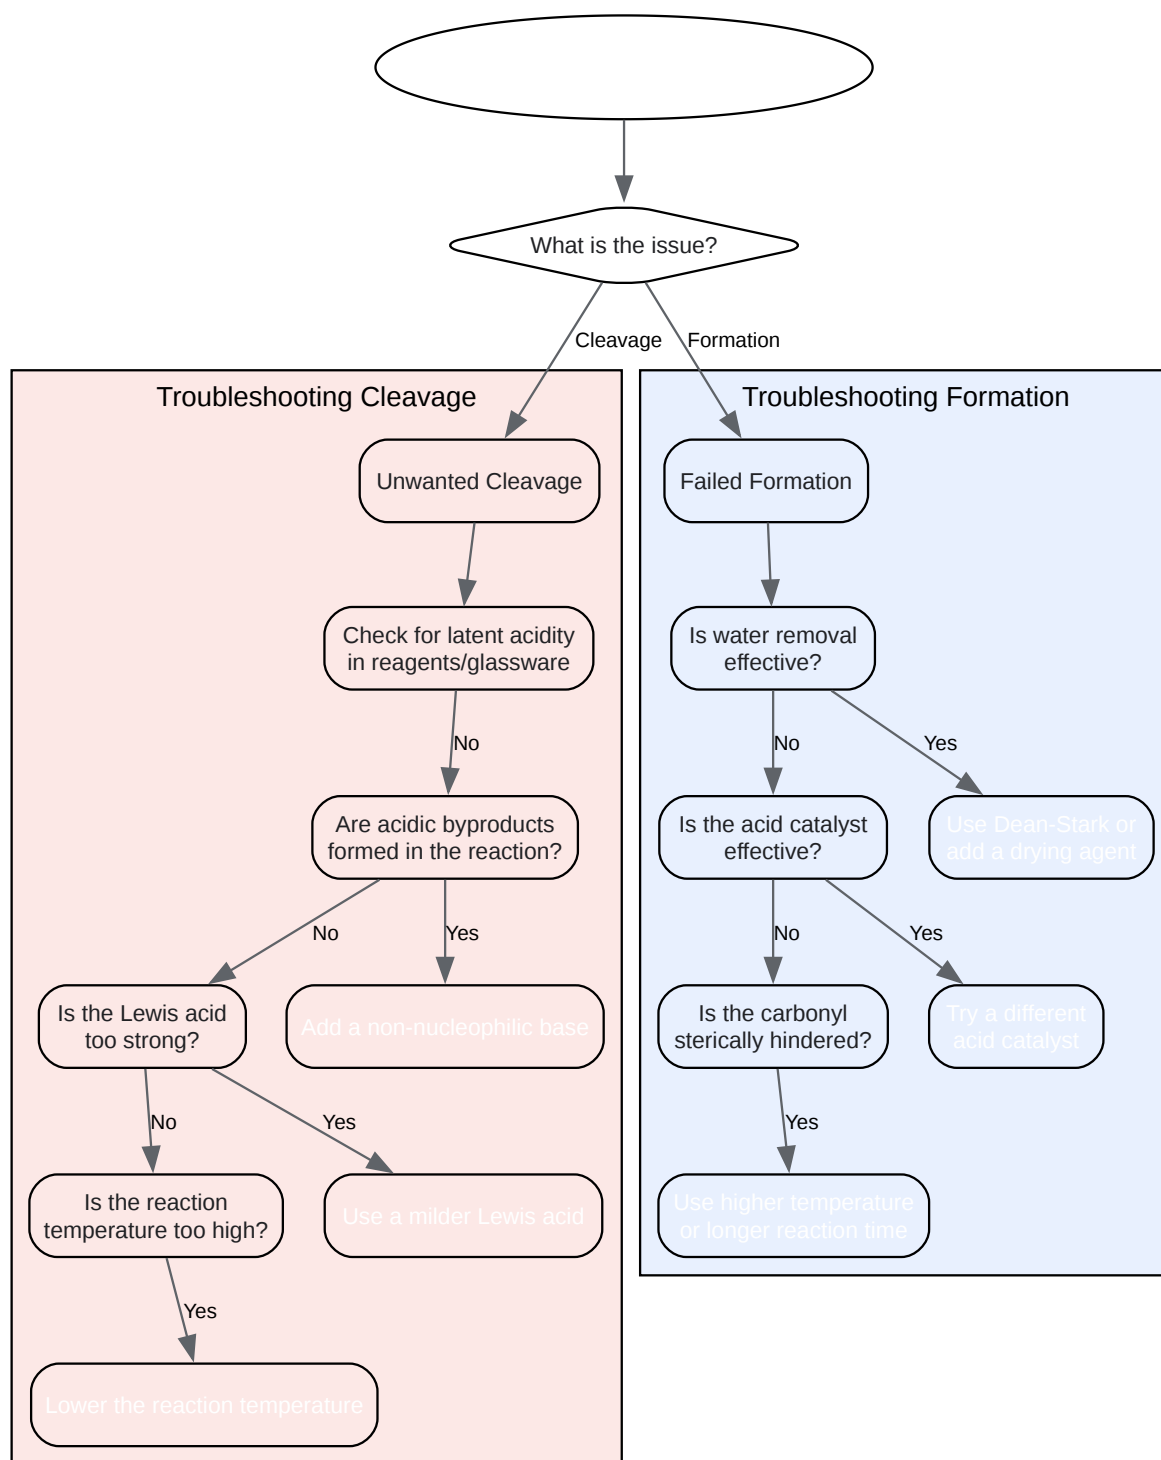 What is the issue?
Cleavage
Formation
Troubleshooting Cleavage
Troubleshooting Formation
Unwanted Cleavage
Failed Formation
Check for latent acidity
in reagents/glassware
Is water removal
effective?
No
No
Yes
Are acidic byproducts
formed in the reaction?
Is the acid catalyst
effective?
Use Dean-Stark or
add a drying agent
No
Yes
No
Yes
Is the Lewis acid
too strong?
Add a non-nucleophilic base
Is the carbonyl
sterically hindered?
Try a different
acid catalyst
No
Yes
Yes
Is the reaction
temperature too high?
Use a milder Lewis acid
Use higher temperature
or longer reaction time
Yes
Lower the reaction temperature